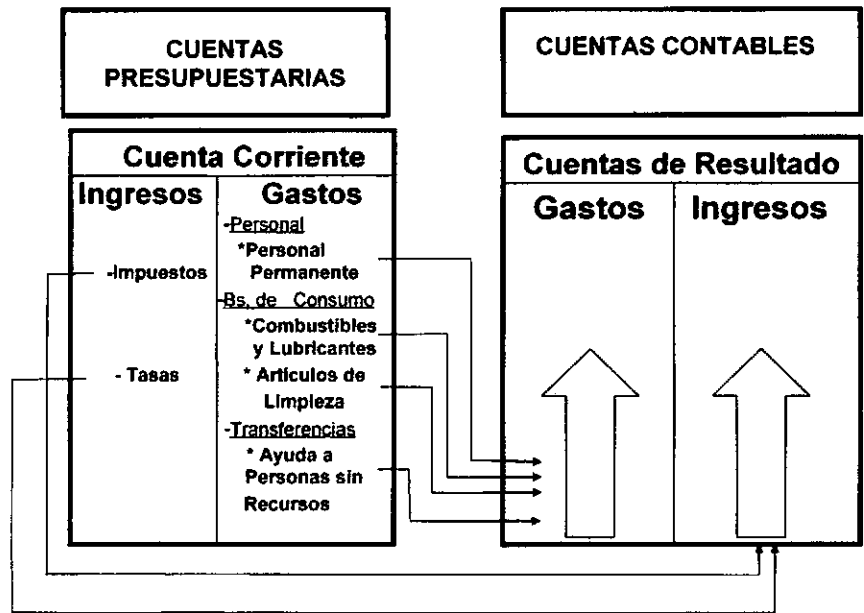 CUENTAS
PRESUPUESTARIAS
CUENTAS CONTABLES
Cuenta Corriente
Ingresos
Gastos
-Impuestos
- Tasas
-Personal
*Personal
Permanente
-Bs, de Consumo
*Combustibles
y Lubricantes
* Artículos de
Limpieza
-Transferencias
* Ayuda a
Personas sin
Recursos
Cuentas de Resultado
Gastos
Ingresos